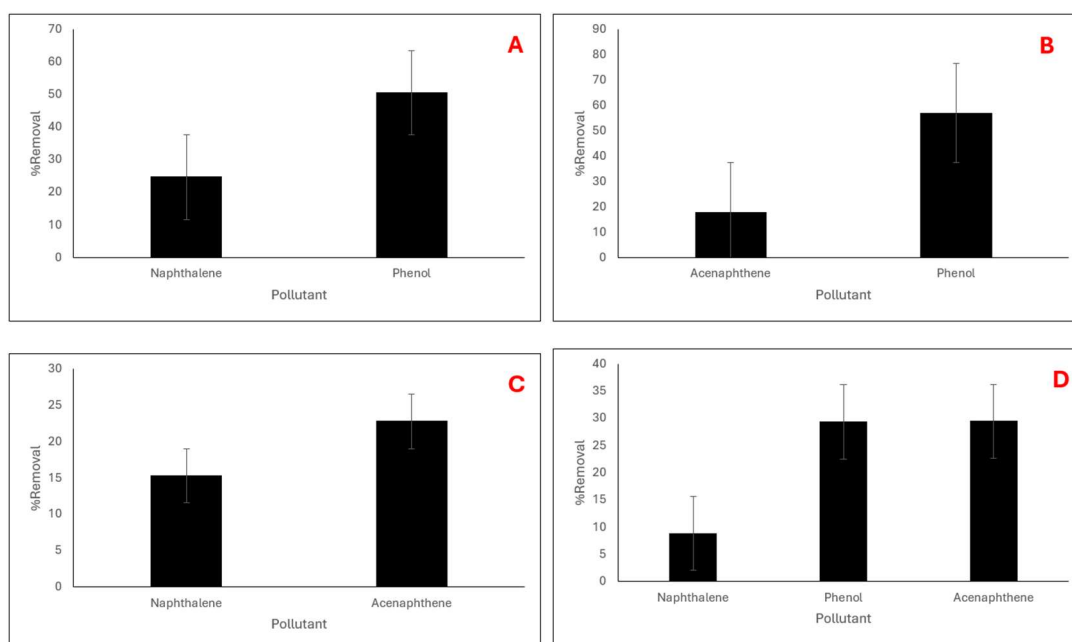 A
70
60
50
40
30
20
10
0
%Removal
Naphthalene Phenol
Pollutant
B
90
80
70
60
50
40
30
20
10
0
%Removal
Acenaphthene Phenol
Pollutant
C
30
25
20
15
10
5
0
%Removal
Naphthalene Acenaphthene
Pollutant
D
40
35
30
25
20
15
10
5
0
%Removal
Naphthalene Phenol Acenaphthene
Pollutant